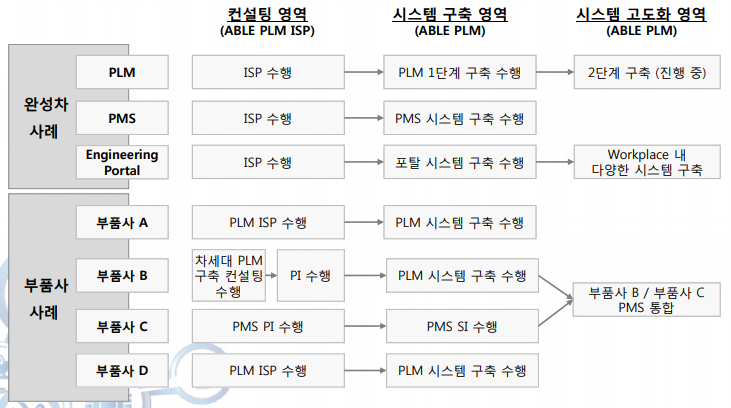 컨설팅 영역
(ABLE PLM ISP)
시스템 구축 영역
(ABLE PLM)
시스템 고도화 영역
(ABLE PLM)
완성차
사례
PLM
ISP 수행
PLM 1단계 구축 수행
2단계 구축 (진행 중)
PMS
ISP 수행
PMS 시스템 구축 수행
Engineering
Portal
ISP 수행
포탈 시스템 구축 수행
Workplace 내
다양한 시스템 구축
부품사
사례
부품사 A
PLM ISP 수행
PLM 시스템 구축 수행
부품사 B
차세대 PLM
구축 컨설팅
수행
PI 수행
PLM 시스템 구축 수행
부품사 B / 부품사 C
PMS 통합
부품사 C
PMS PI 수행
PMS SI 수행
부품사 D
PLM ISP 수행
PLM 시스템 구축 수행